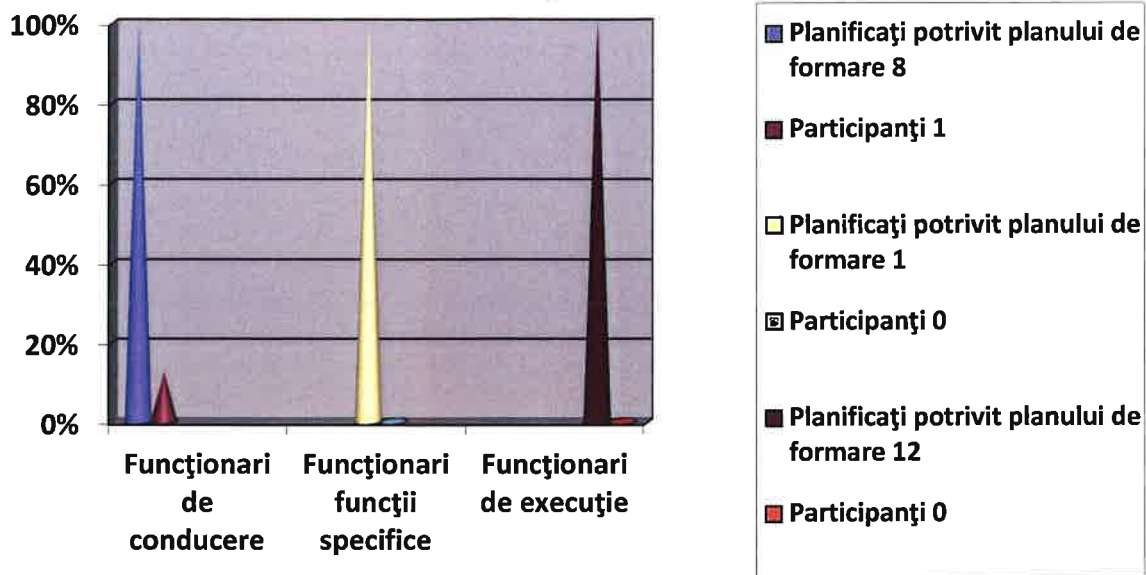 100%
80%
60%
40%
20%
0%
Funcţionari
de
conducere
Funcţionari
funcţii
specifice
Funcţionari
de execuţie
Planificaţi potrivit planului de
formare 8
Participanţi 1
Planificaţi potrivit planului de
formare 1
Participanţi 0
Planificaţi potrivit planului de
formare 12
Participanţi 0